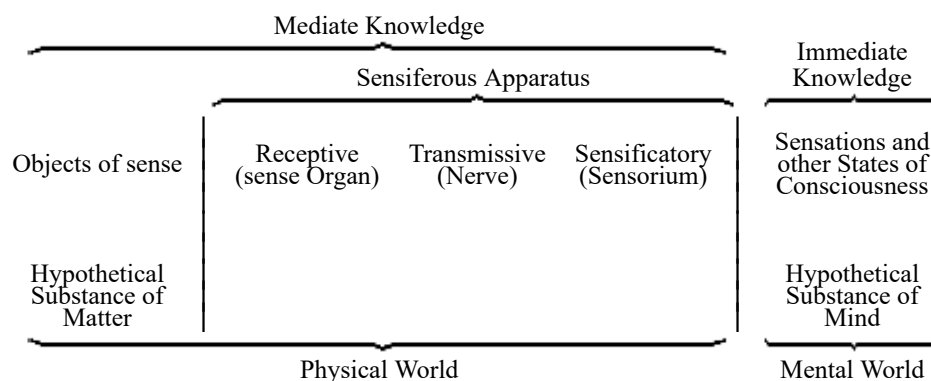 Mediate Knowledge
Immediate
Knowledge
Sensiferous Apparatus
Objects of sense
Receptive
(sense Organ)
Transmissive
(Nerve)
Sensificatory
(Sensorium)
Sensations and
other States of
Consciousness
Hypothetical
Substance of
Matter
Hypothetical
Substance of
Mind
Physical World
Mental World